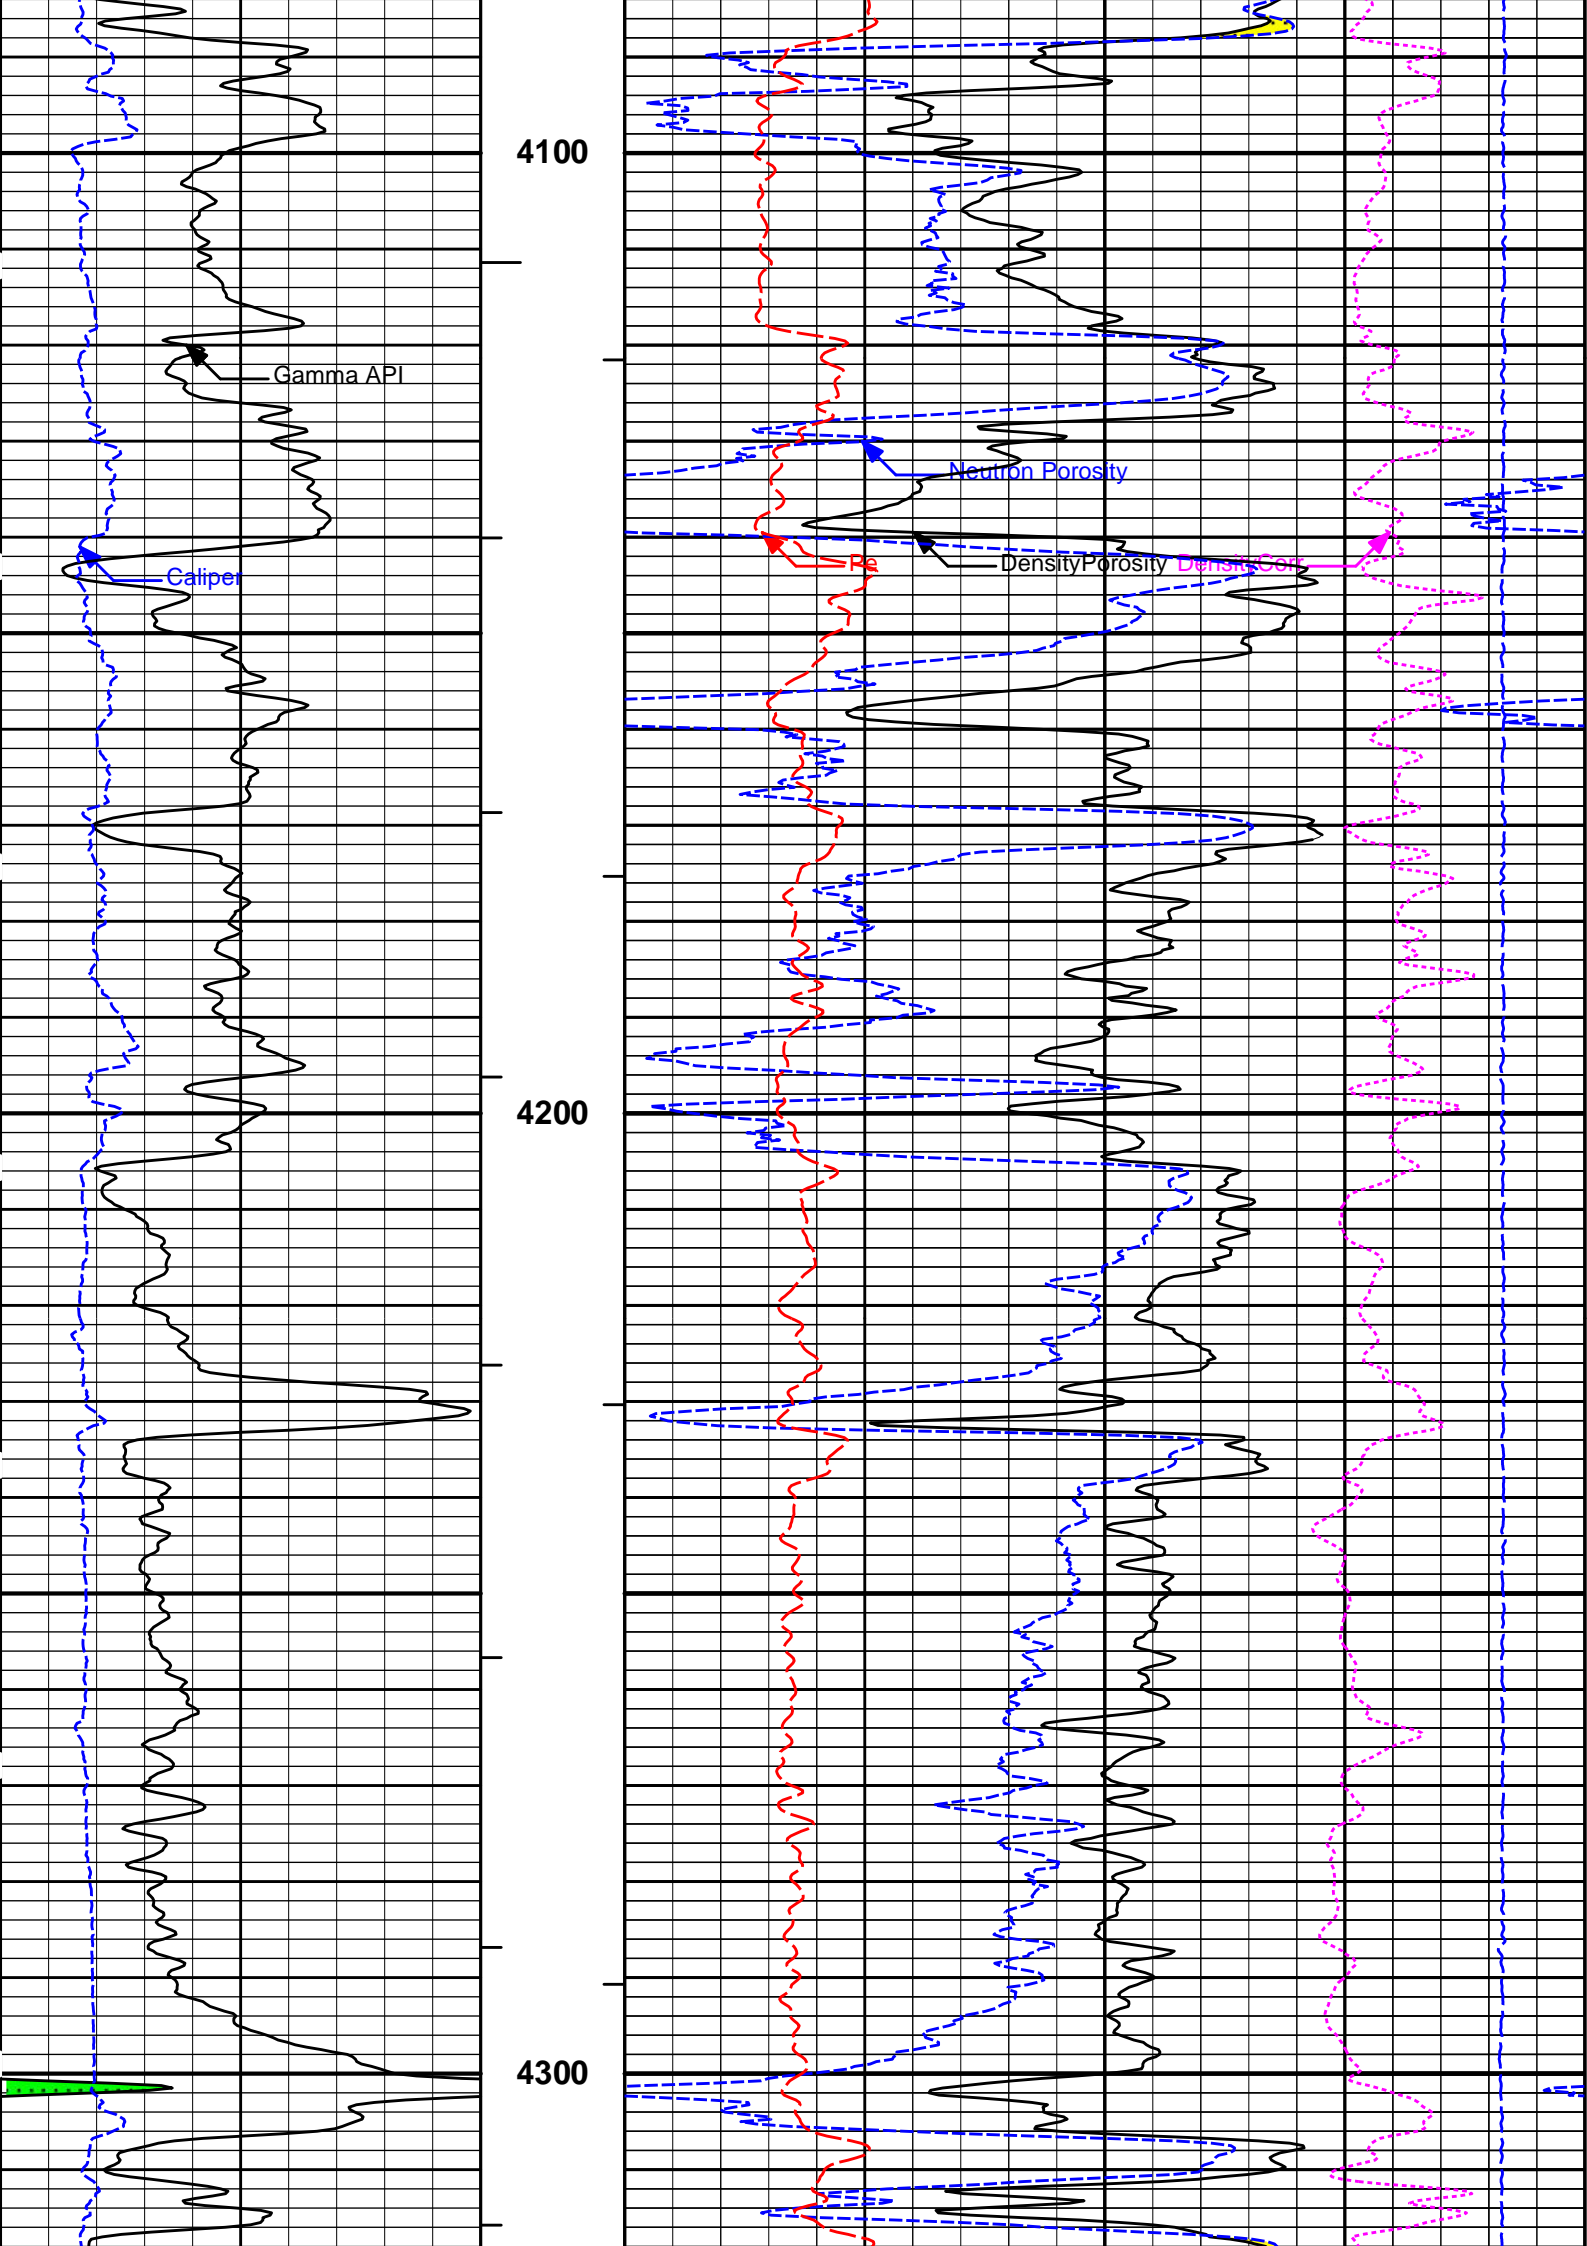 4100
Gamma API
Neutron Porosity
Pe
DensityPorosity
DensityCorr
Caliper
4200
4300